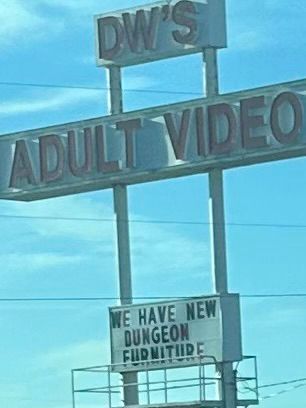 DW'S
ADULT VIDEO
WE HAVE NEW
DUNGEON
FURNITURE